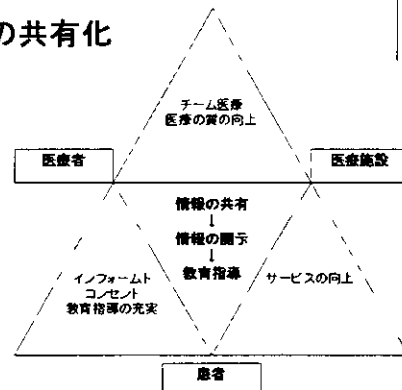 の共有化
チーム医療
医療の質の向上
医療者
医療施設
情報の共有
↓
情報の開示
↓
教育指導
インフォームト
コンセント
教育指導の充実
サービスの向上
患者